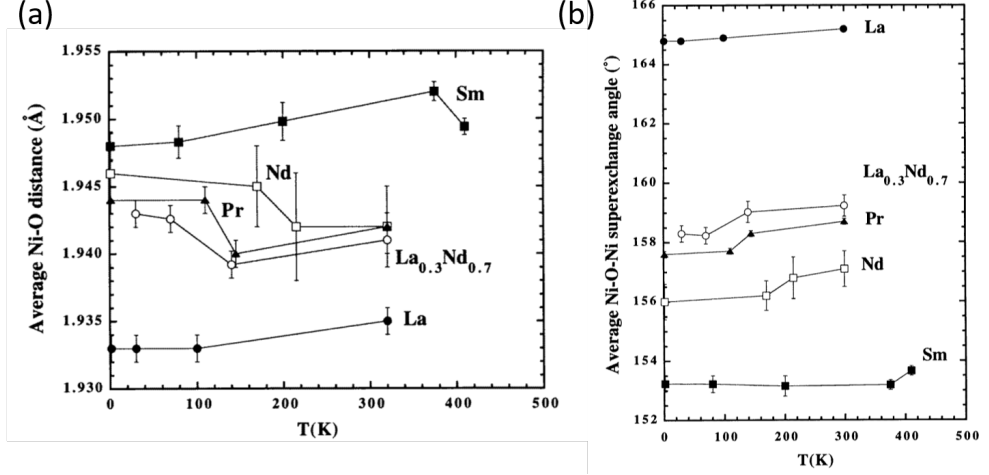 (a)
Average Ni-O distance (Å)
1.955
1.950
1.945
1.940
1.935
1.930
Sm
Nd
Pr
La0.3Nd0.7
La
0
100
200
300
400
500
T(K)
(b)
Average Ni-O-Ni superexchange angle (°)
166
164
162
160
158
156
154
152
La
La0.3Nd0.7
Pr
Nd
Sm
0
100
200
300
400
500
T(K)